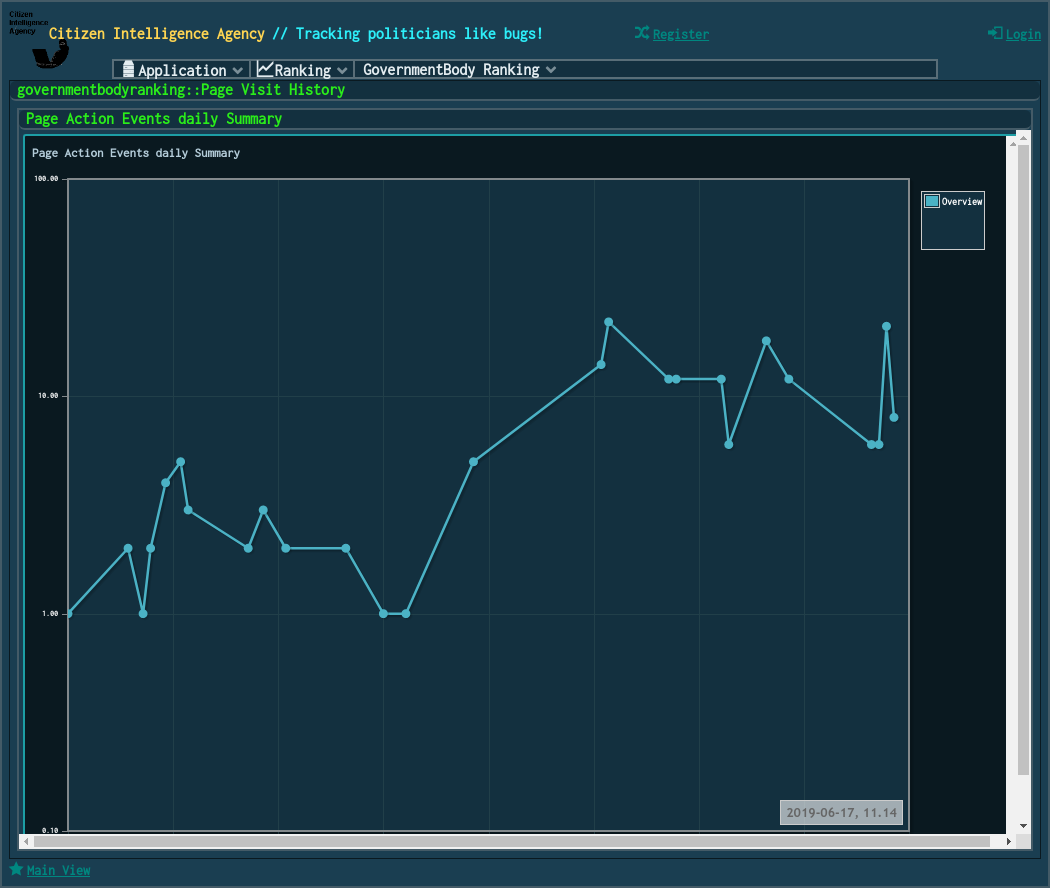 Citizen
Intelligence
Agency
Citizen Intelligence Agency // Tracking politicians like bugs!
Register
Login
Application
Ranking
GovernmentBody Ranking
governmentbodyranking::Page Visit History
Page Action Events daily Summary
Page Action Events daily Summary
100.00
Overview
10.00
1.00
0.10
2019-06-17, 11.14
Main View